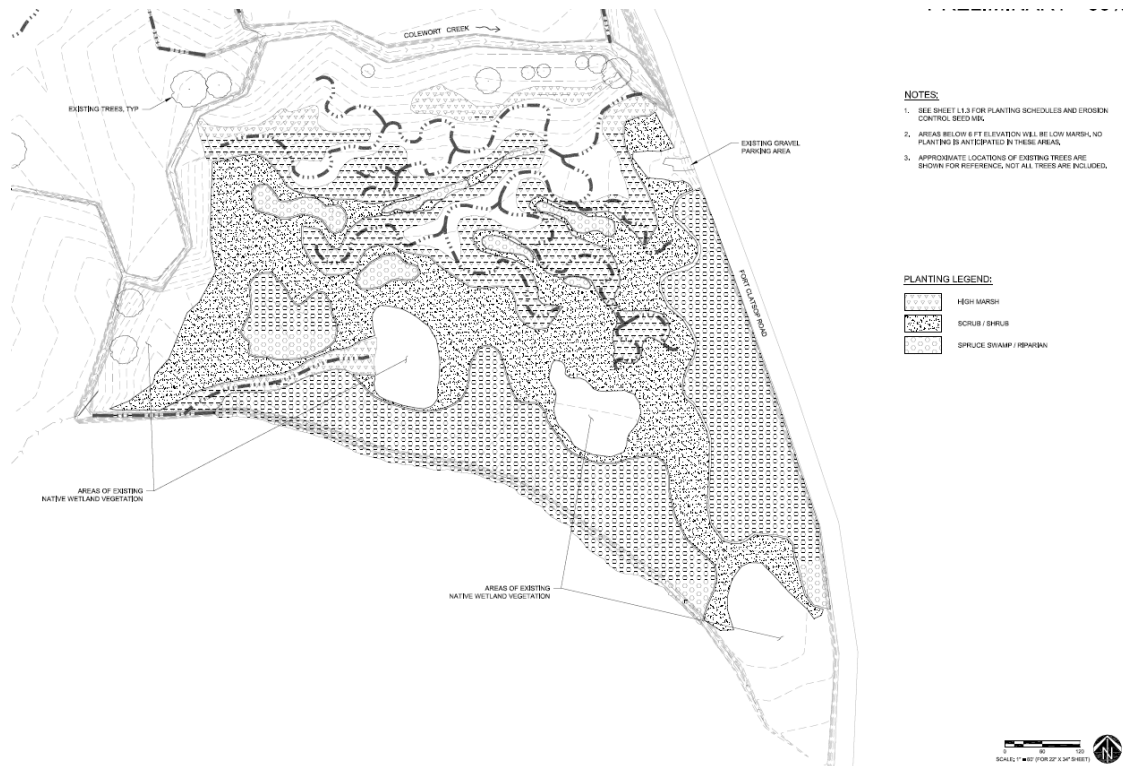 COLEWORT CREEK
EXISTING TREES, TYP
EXISTING GRAVEL
PARKING AREA
FORT CLATSOP ROAD
AREAS OF EXISTING
NATIVE WETLAND VEGETATION
AREAS OF EXISTING
NATIVE WETLAND VEGETATION
NOTES:
1. SEE SHEET L1.3 FOR PLANTING SCHEDULES AND EROSION
CONTROL SEED MIX.
2. AREAS BELOW 6 FT ELEVATION WILL BE LOW MARSH, NO
PLANTING IS ANTICIPATED IN THESE AREAS.
3. APPROXIMATE LOCATIONS OF EXISTING TREES ARE
SHOWN FOR REFERENCE, NOT ALL TREES ARE INCLUDED.
PLANTING LEGEND:
HIGH MARSH
SCRUB / SHRUB
SPRUCE SWAMP / RIPARIAN
0 60 120
SCALE: 1" = 60' (FOR 22" X 34" SHEET)
N